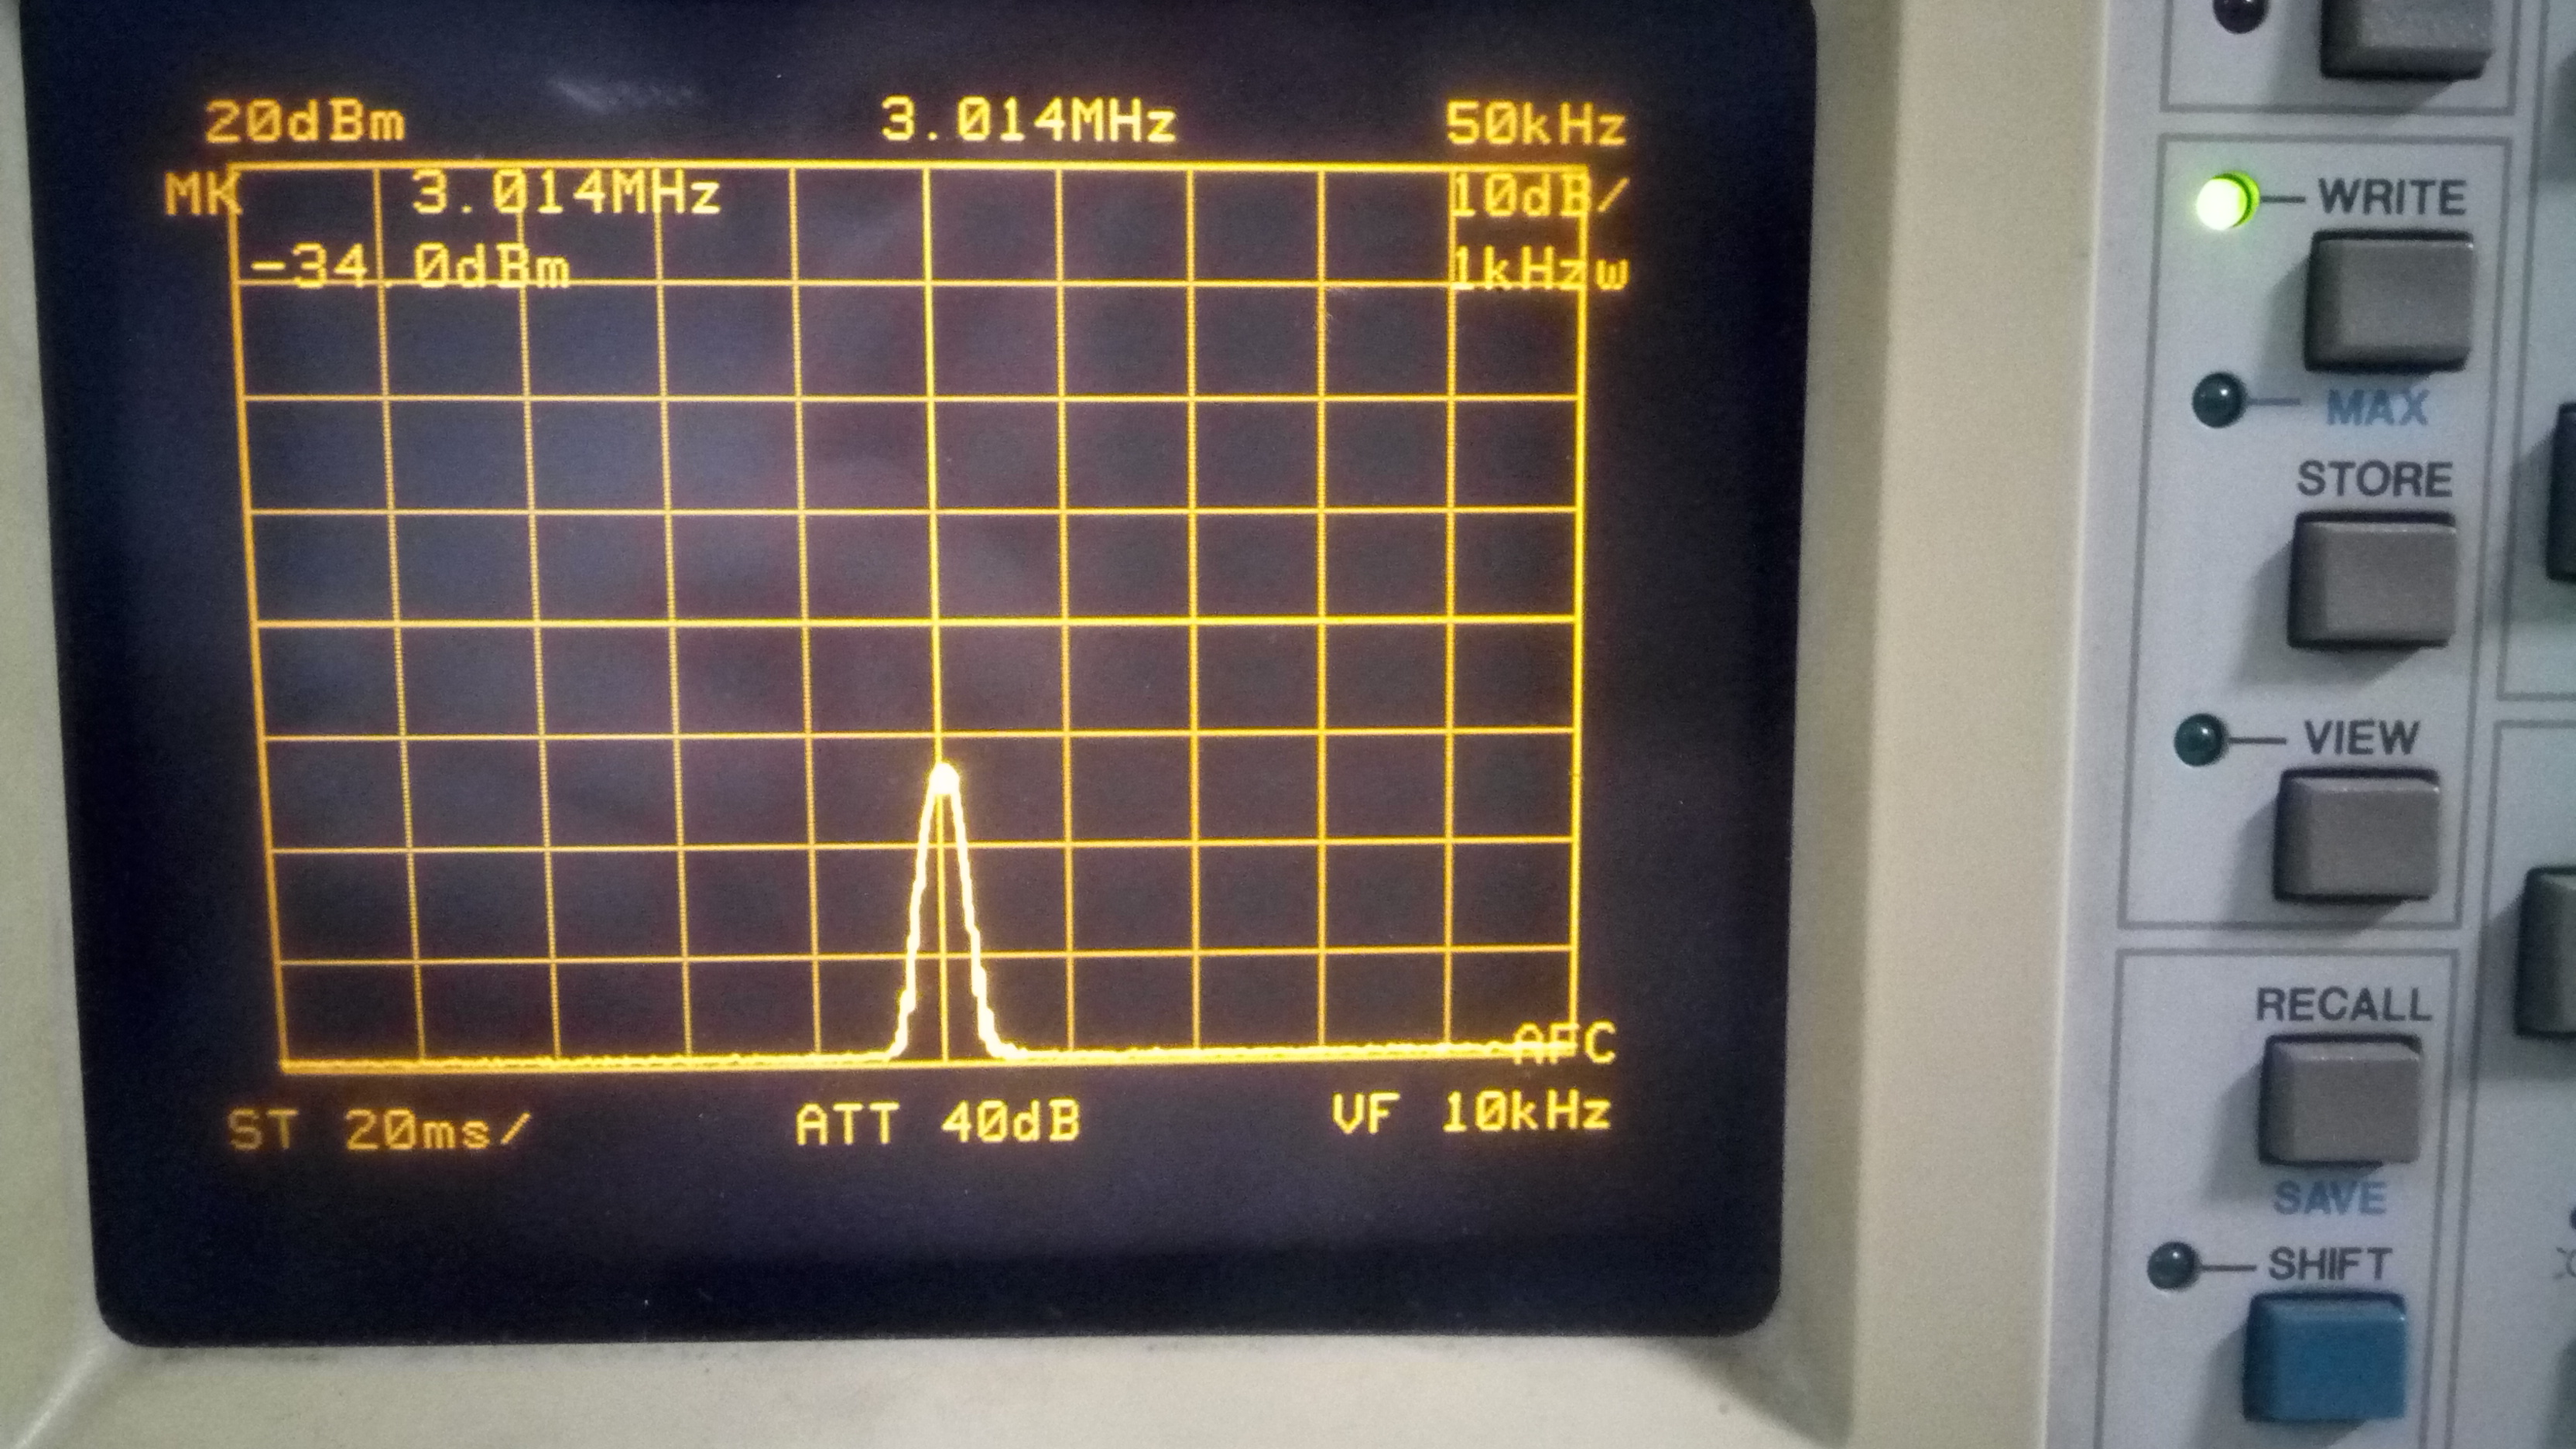 20dBm 3.014MHz 50kHz
MK 3.014MHz 10dB/
-34.0dBm 1kHzw
AFC
ST 20ms/ ATT 40dB VF 10kHz
WRITE
MAX
STORE
VIEW
RECALL
SAVE
SHIFT